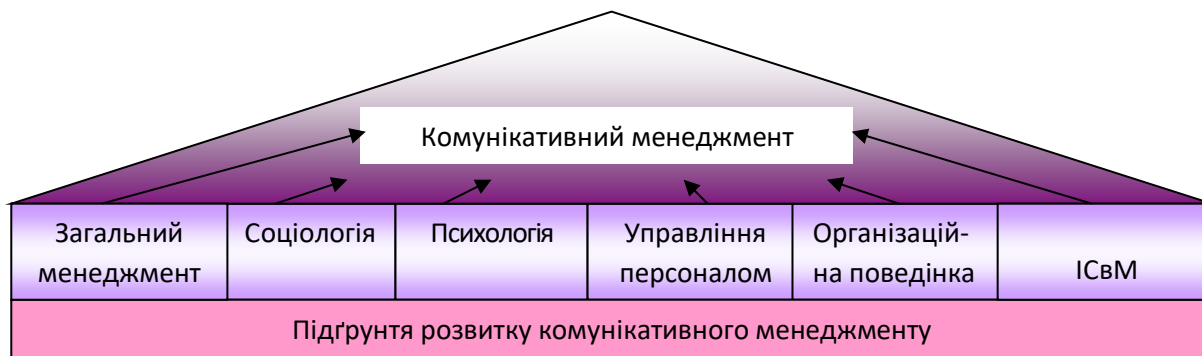 Комунікативний менеджмент
Загальний
менеджмент
Соціологія
Психологія
Управління
персоналом
Організацій-
на поведінка
ІСвМ
Підґрунтя розвитку комунікативного менеджменту